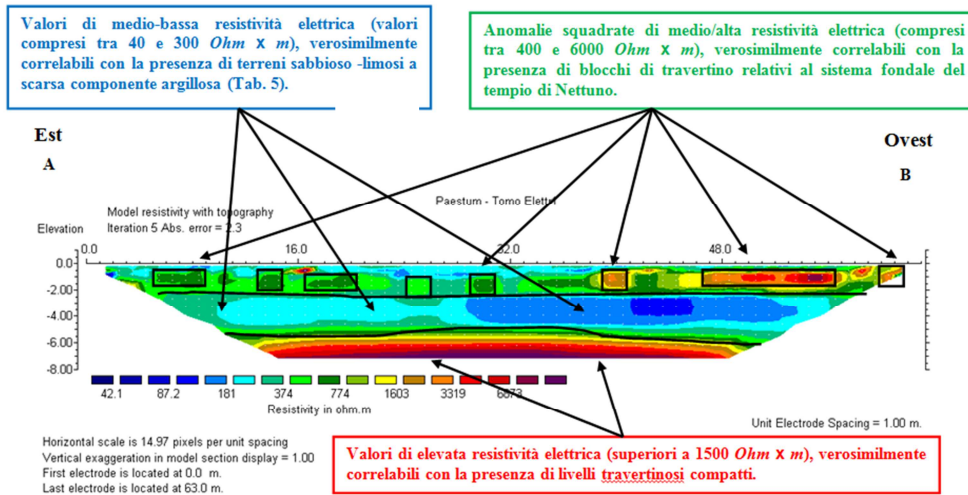 Valori di medio-bassa resistività elettrica (valori
compresi tra 40 e 300 Ohm x m), verosimilmente
correlabili con la presenza di terreni sabbioso -limosi a
scarsa componente argillosa (Tab. 5).
Anomalie squadrate di medio/alta resistività elettrica (compresi
tra 400 e 6000 Ohm x m), verosimilmente correlabili con la
presenza di blocchi di travertino relativi al sistema fondale del
tempio di Nettuno.
Est
A
Ovest
B
Paestum - Tomo Elettri
Model resistivity with topography
Iteration 5 Abs. error = 2.3
Elevation
0.0 16.0 32.0 48.0
0.0
-2.00
-4.00
-6.00
-8.00
42.1 87.2 181 374 774 1603 3319 6873
Resistivity in ohm.m
Unit Electrode Spacing = 1.00 m.
Horizontal scale is 14.97 pixels per unit spacing
Vertical exaggeration in model section display = 1.00
First electrode is located at 0.0 m.
Last electrode is located at 63.0 m.
Valori di elevata resistività elettrica (superiori a 1500 Ohm x m), verosimilmente
correlabili con la presenza di livelli travertinosi compatti.